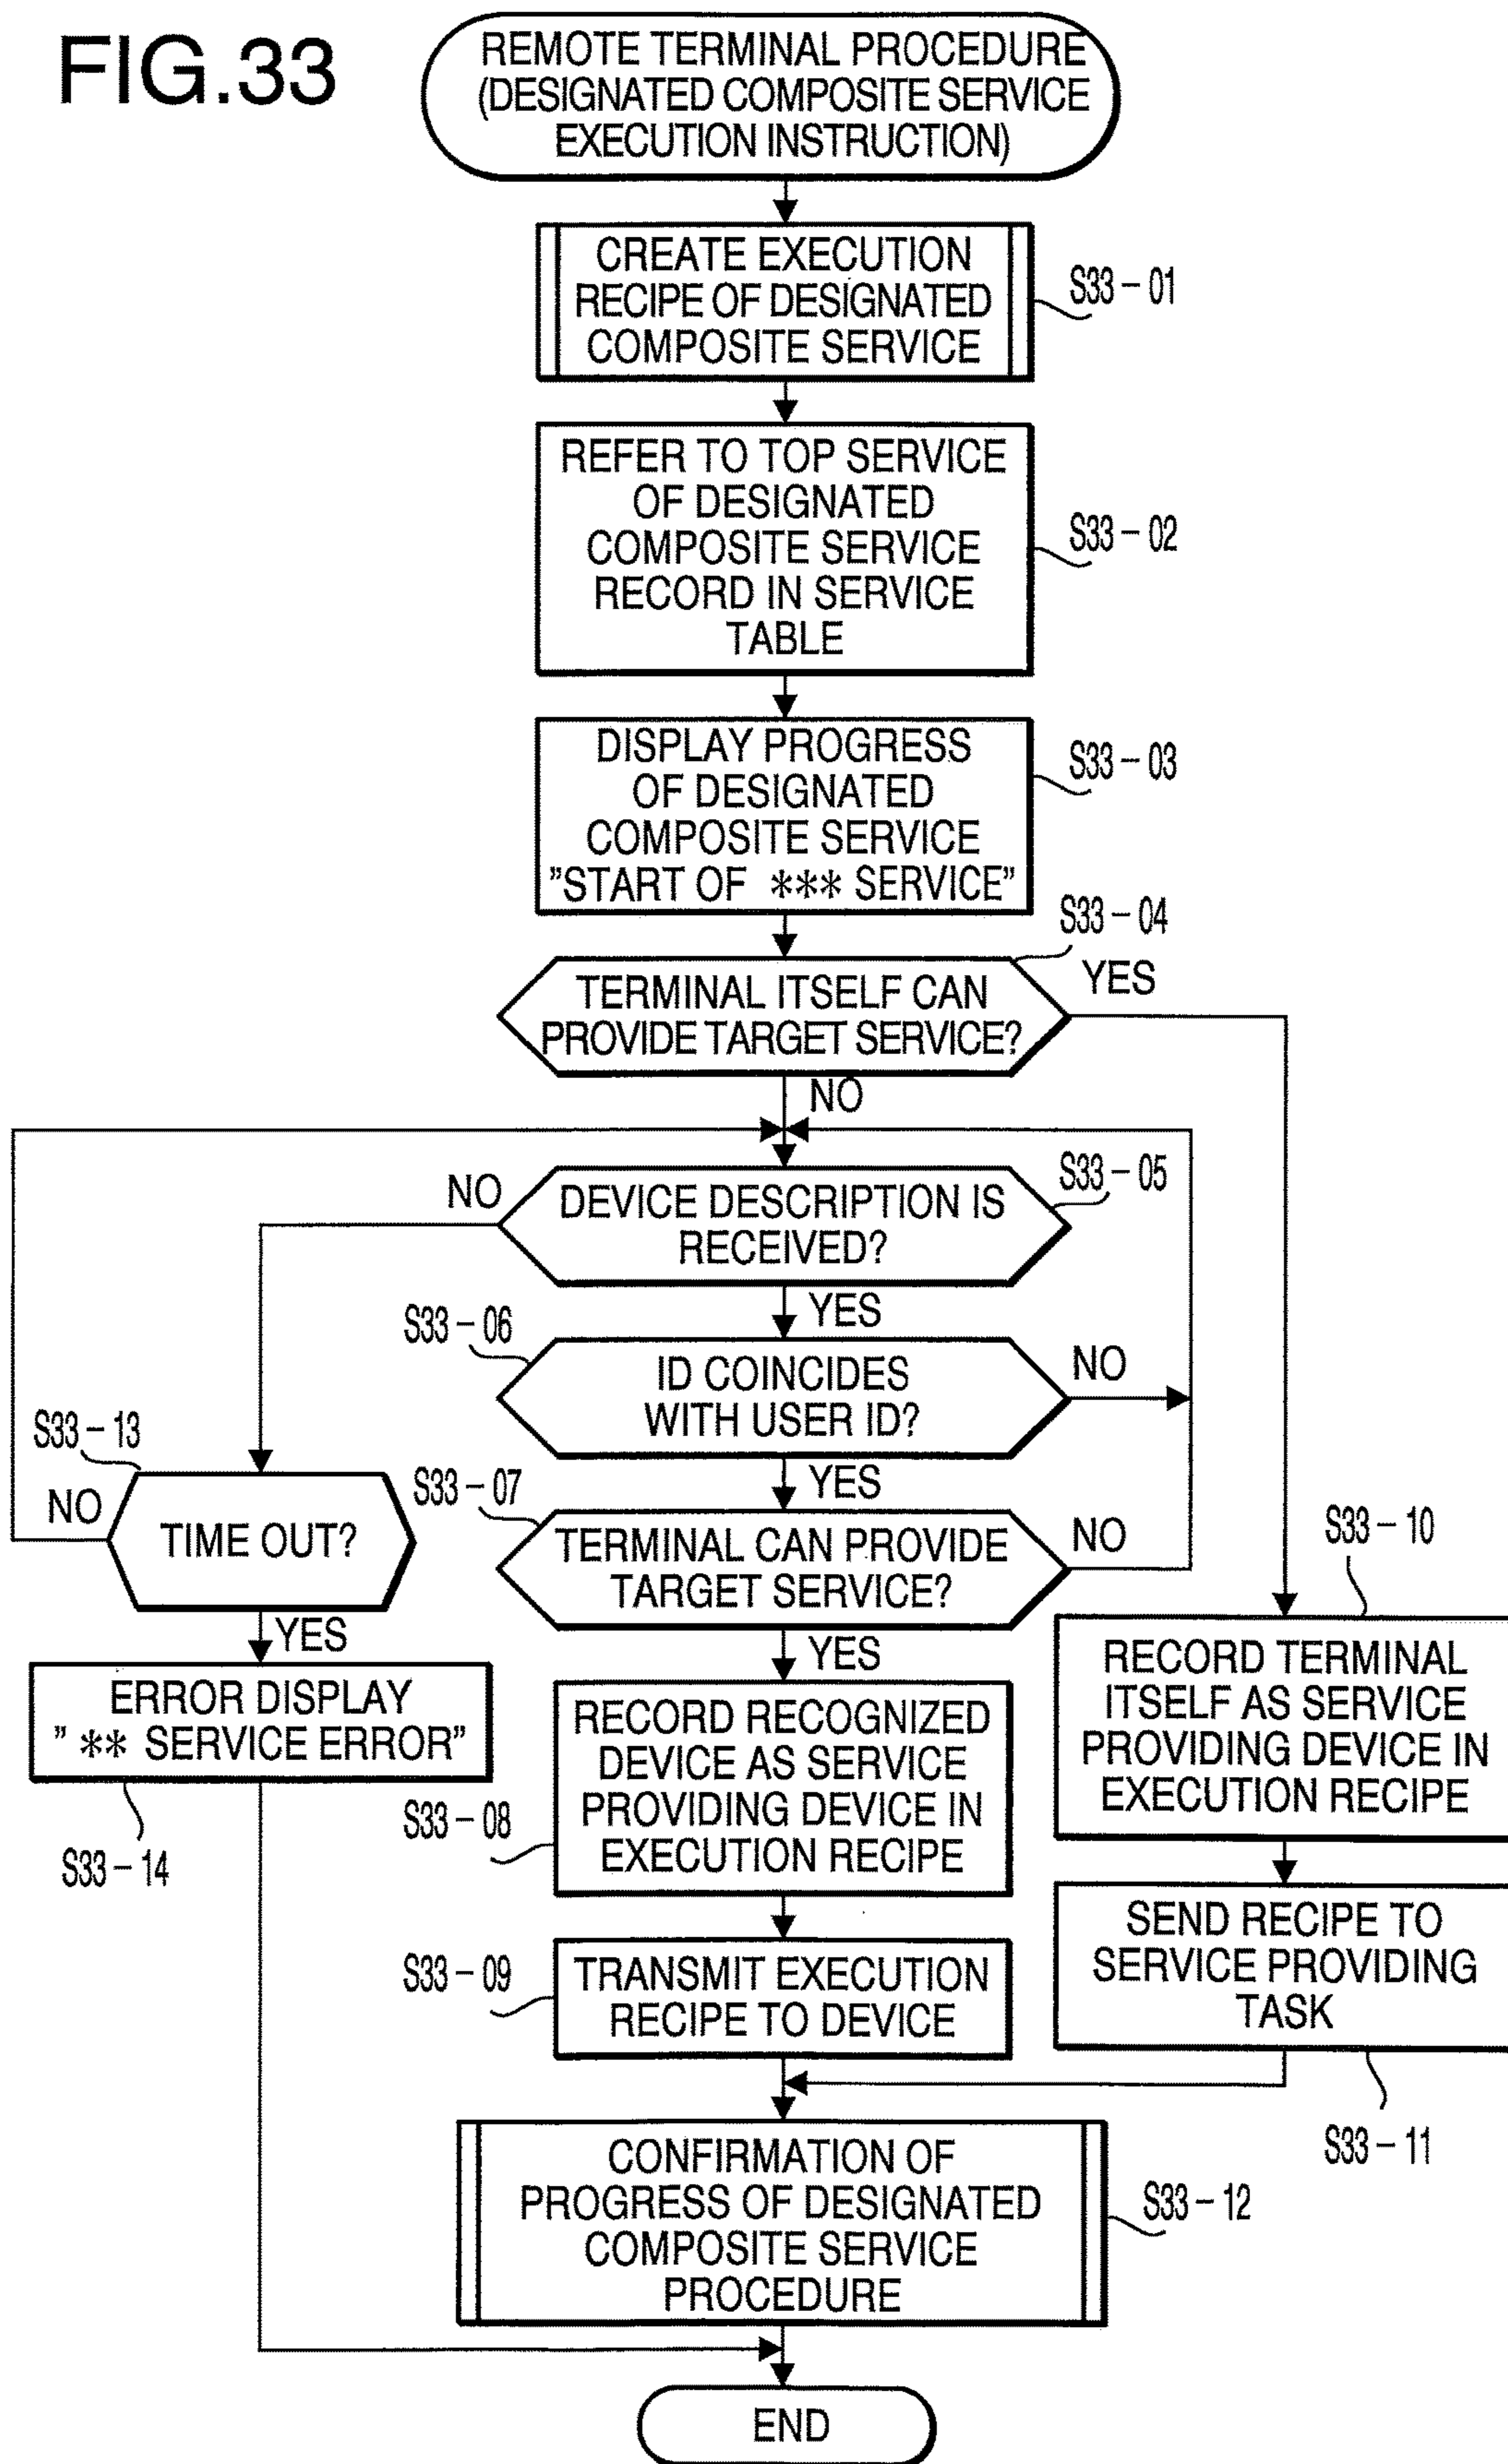 FIG.33
REMOTE TERMINAL PROCEDURE
(DESIGNATED COMPOSITE SERVICE
EXECUTION INSTRUCTION)
CREATE EXECUTION
RECIPE OF DESIGNATED
COMPOSITE SERVICE
S33-01
REFER TO TOP SERVICE
OF DESIGNATED
COMPOSITE SERVICE
RECORD IN SERVICE
TABLE
S33-02
DISPLAY PROGRESS
OF DESIGNATED
COMPOSITE SERVICE
"START OF *** SERVICE"
S33-03
S33-04
TERMINAL ITSELF CAN
PROVIDE TARGET SERVICE?
YES
NO
S33-05
DEVICE DESCRIPTION IS
RECEIVED?
NO
YES
S33-06
ID COINCIDES
WITH USER ID?
NO
YES
S33-07
TERMINAL CAN PROVIDE
TARGET SERVICE?
NO
YES
S33-13
TIME OUT?
NO
YES
ERROR DISPLAY
" ** SERVICE ERROR"
S33-14
RECORD RECOGNIZED
DEVICE AS SERVICE
PROVIDING DEVICE IN
EXECUTION RECIPE
S33-08
S33-10
RECORD TERMINAL
ITSELF AS SERVICE
PROVIDING DEVICE IN
EXECUTION RECIPE
S33-09
TRANSMIT EXECUTION
RECIPE TO DEVICE
SEND RECIPE TO
SERVICE PROVIDING
TASK
S33-11
CONFIRMATION OF
PROGRESS OF DESIGNATED
COMPOSITE SERVICE
PROCEDURE
S33-12
END